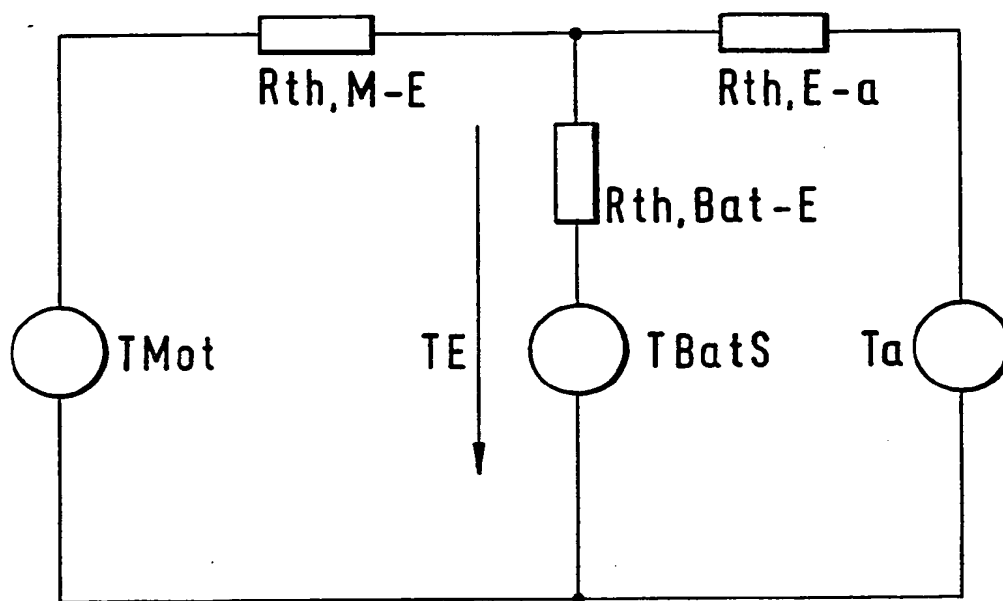 Rth, M-E
Rth, E-a
Rth, Bat-E
TMot
TE
TBatS
Ta